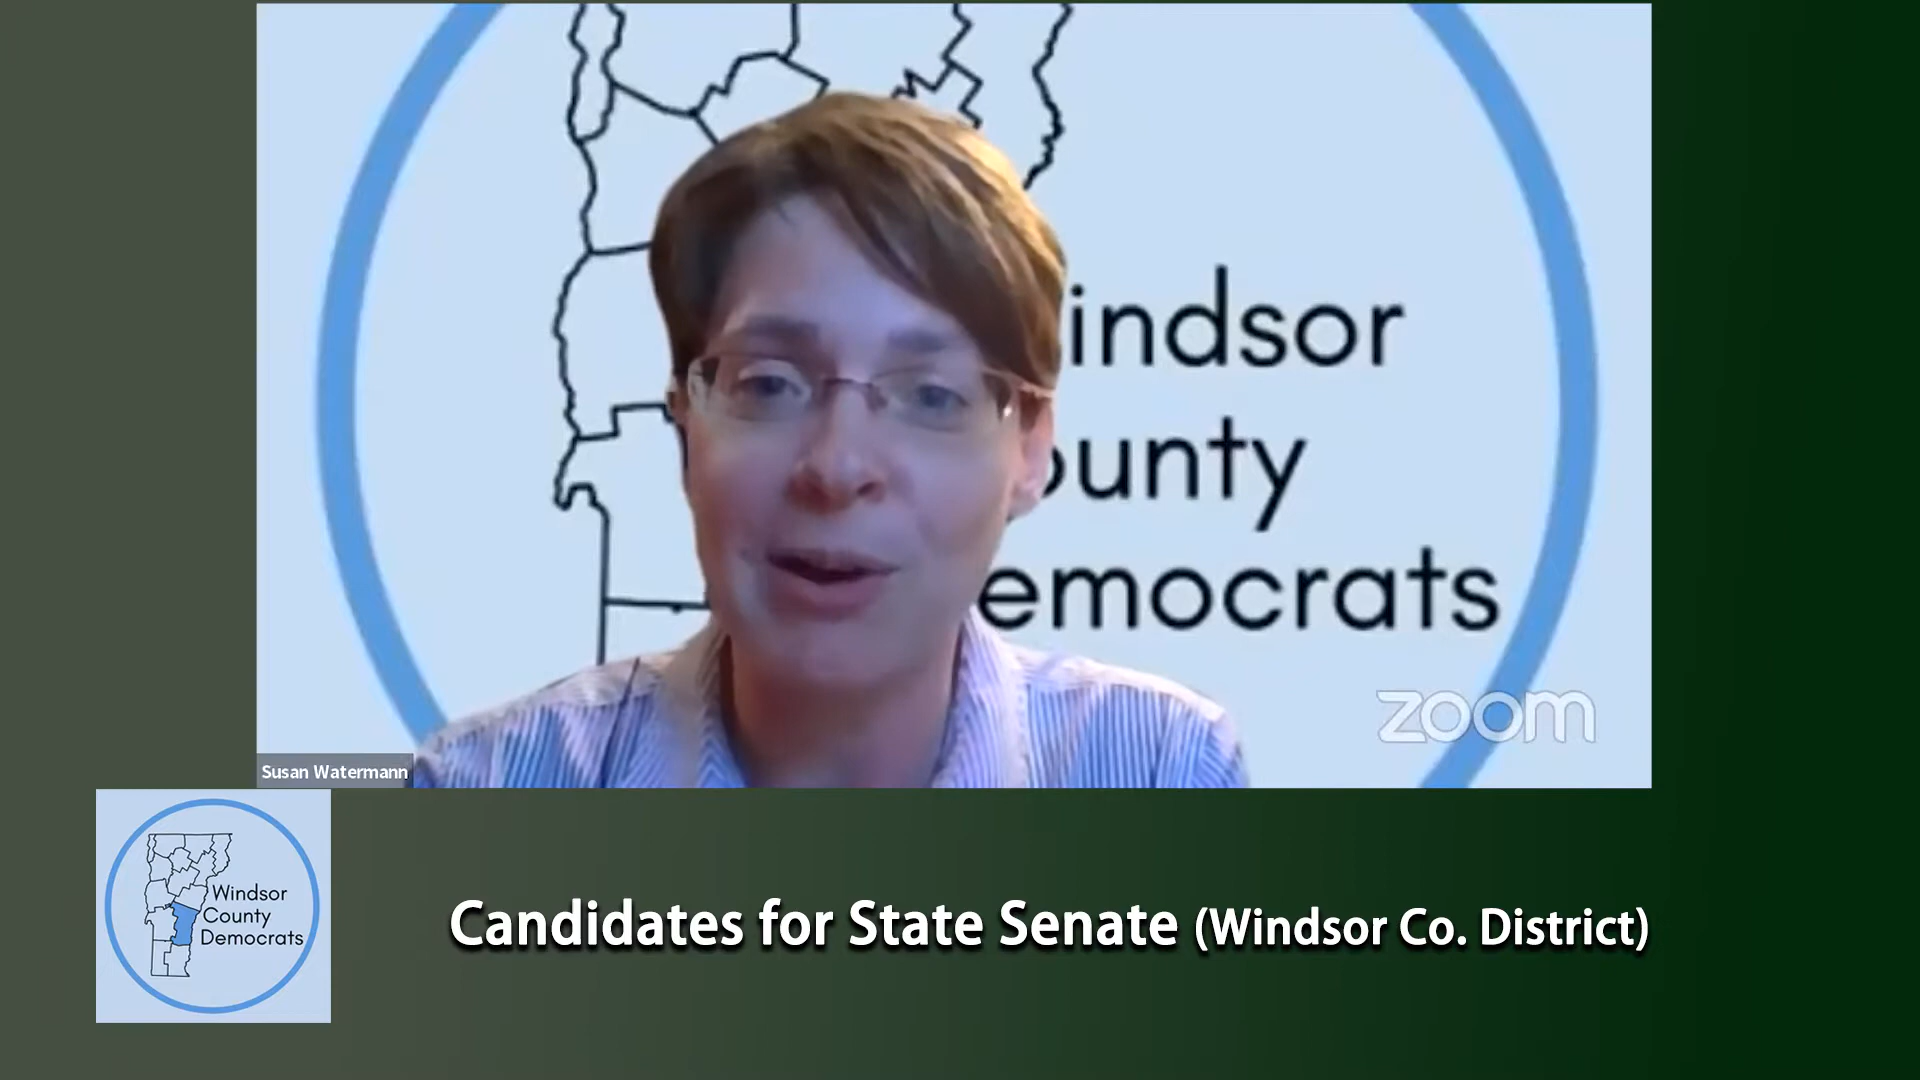 indsor
ounty
emocrats
zoom
Susan Watermann
Windsor
County
Democrats
Candidates for State Senate (Windsor Co. District)